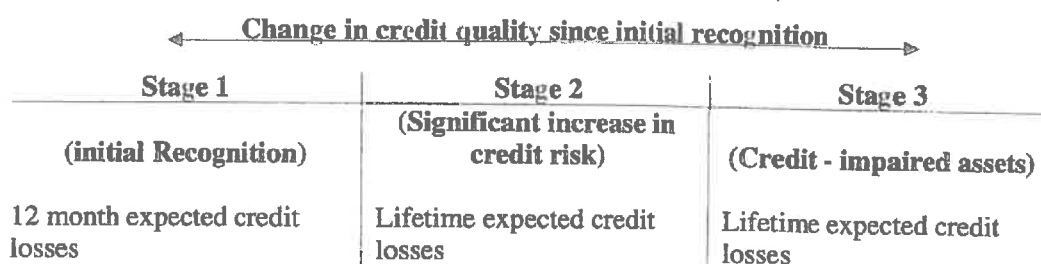 Change in credit quality since initial recognition
Stage 1
Stage 2
Stage 3
(initial Recognition)
(Significant increase in
credit risk)
(Credit - impaired assets)
12 month expected credit
losses
Lifetime expected credit
losses
Lifetime expected credit
losses